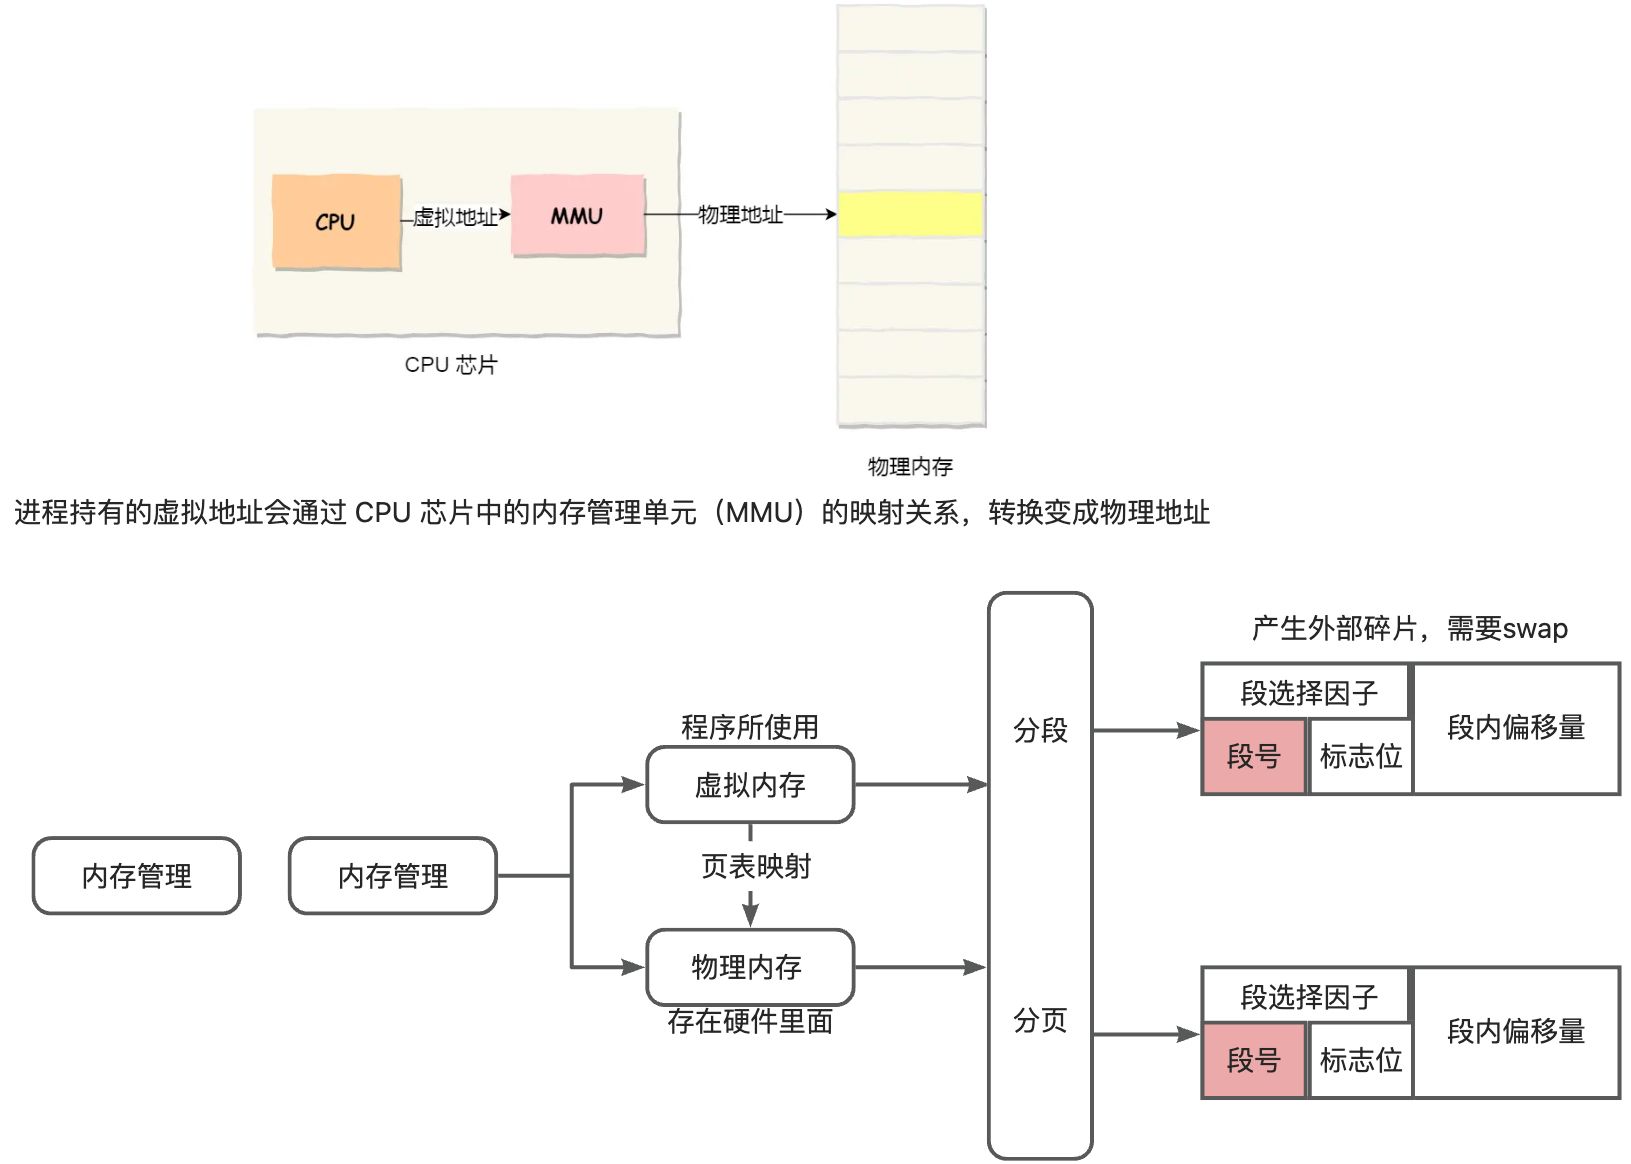 CPU
虚拟地址
MMU
物理地址
CPU 芯片
物理内存
进程持有的虚拟地址会通过 CPU 芯片中的内存管理单元（MMU）的映射关系，转换变成物理地址
内存管理
内存管理
程序所使用
虚拟内存
页表映射
物理内存
存在硬件里面
分段
分页
产生外部碎片，需要swap
段选择因子
段号
标志位
段内偏移量
段选择因子
段号
标志位
段内偏移量